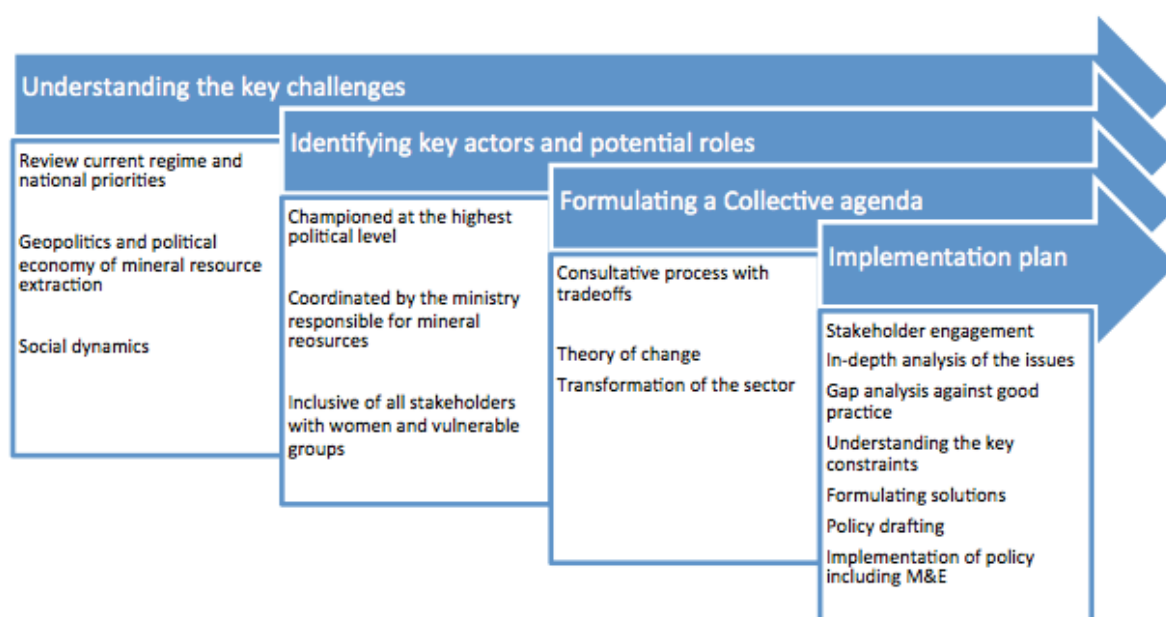 Understanding the key challenges
Review current regime and
national priorities
Geopolitics and political
economy of mineral resource
extraction
Social dynamics
Identifying key actors and potential roles
Championed at the highest
political level
Coordinated by the ministry
responsible for mineral
reosurces
Inclusive of all stakeholders
with women and vulnerable
groups
Formulating a Collective agenda
Consultative process with
tradeoffs
Theory of change
Transformation of the sector
Implementation plan
Stakeholder engagement
In-depth analysis of the issues
Gap analysis against good
practice
Understanding the key
constraints
Formulating solutions
Policy drafting
Implementation of policy
including M&E